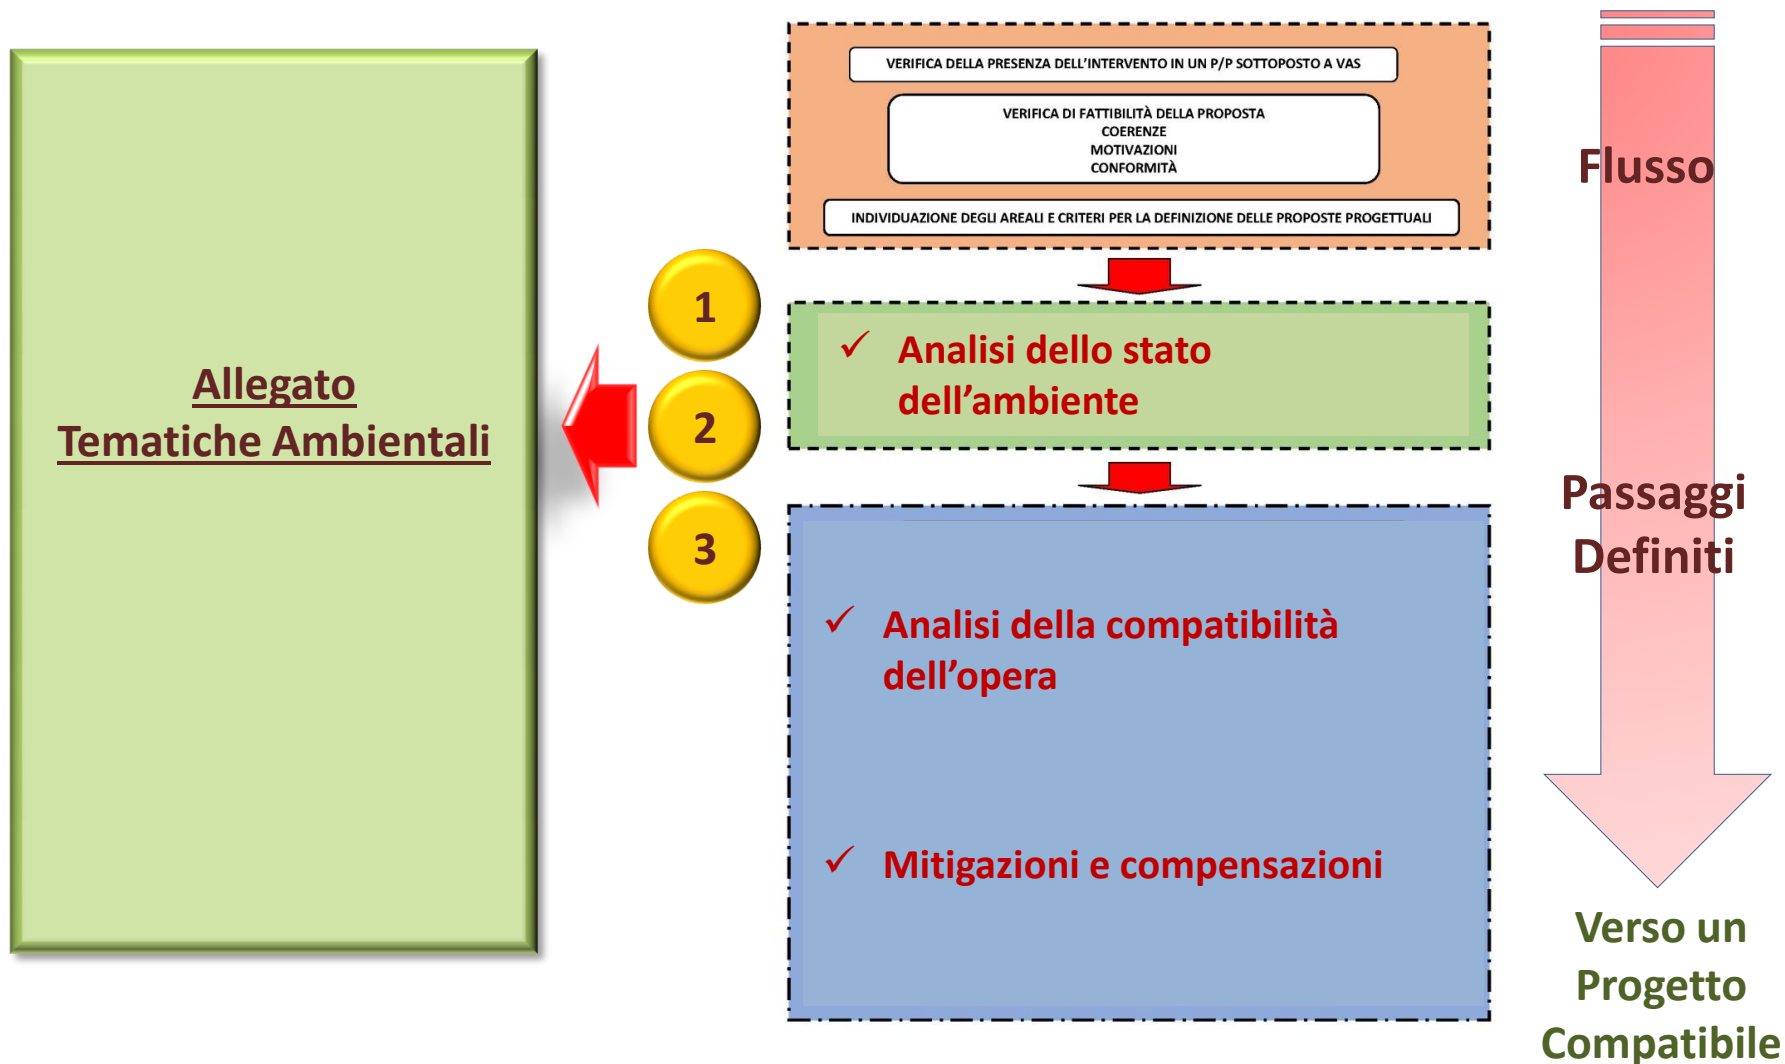 Allegato
Tematiche Ambientali
1
2
3
VERIFICA DELLA PRESENZA DELL'INTERVENTO IN UN P/P SOTTOPOSTO A VAS
VERIFICA DI FATTIBILITÀ DELLA PROPOSTA
COERENZE
MOTIVAZIONI
CONFORMITÀ
INDIVIDUAZIONE DEGLI AREALI E CRITERI PER LA DEFINIZIONE DELLE PROPOSTE PROGETTUALI
✓ Analisi dello stato
dell’ambiente
✓ Analisi della compatibilità
dell’opera
✓ Mitigazioni e compensazioni
Flusso
Passaggi
Definiti
Verso un
Progetto
Compatibile